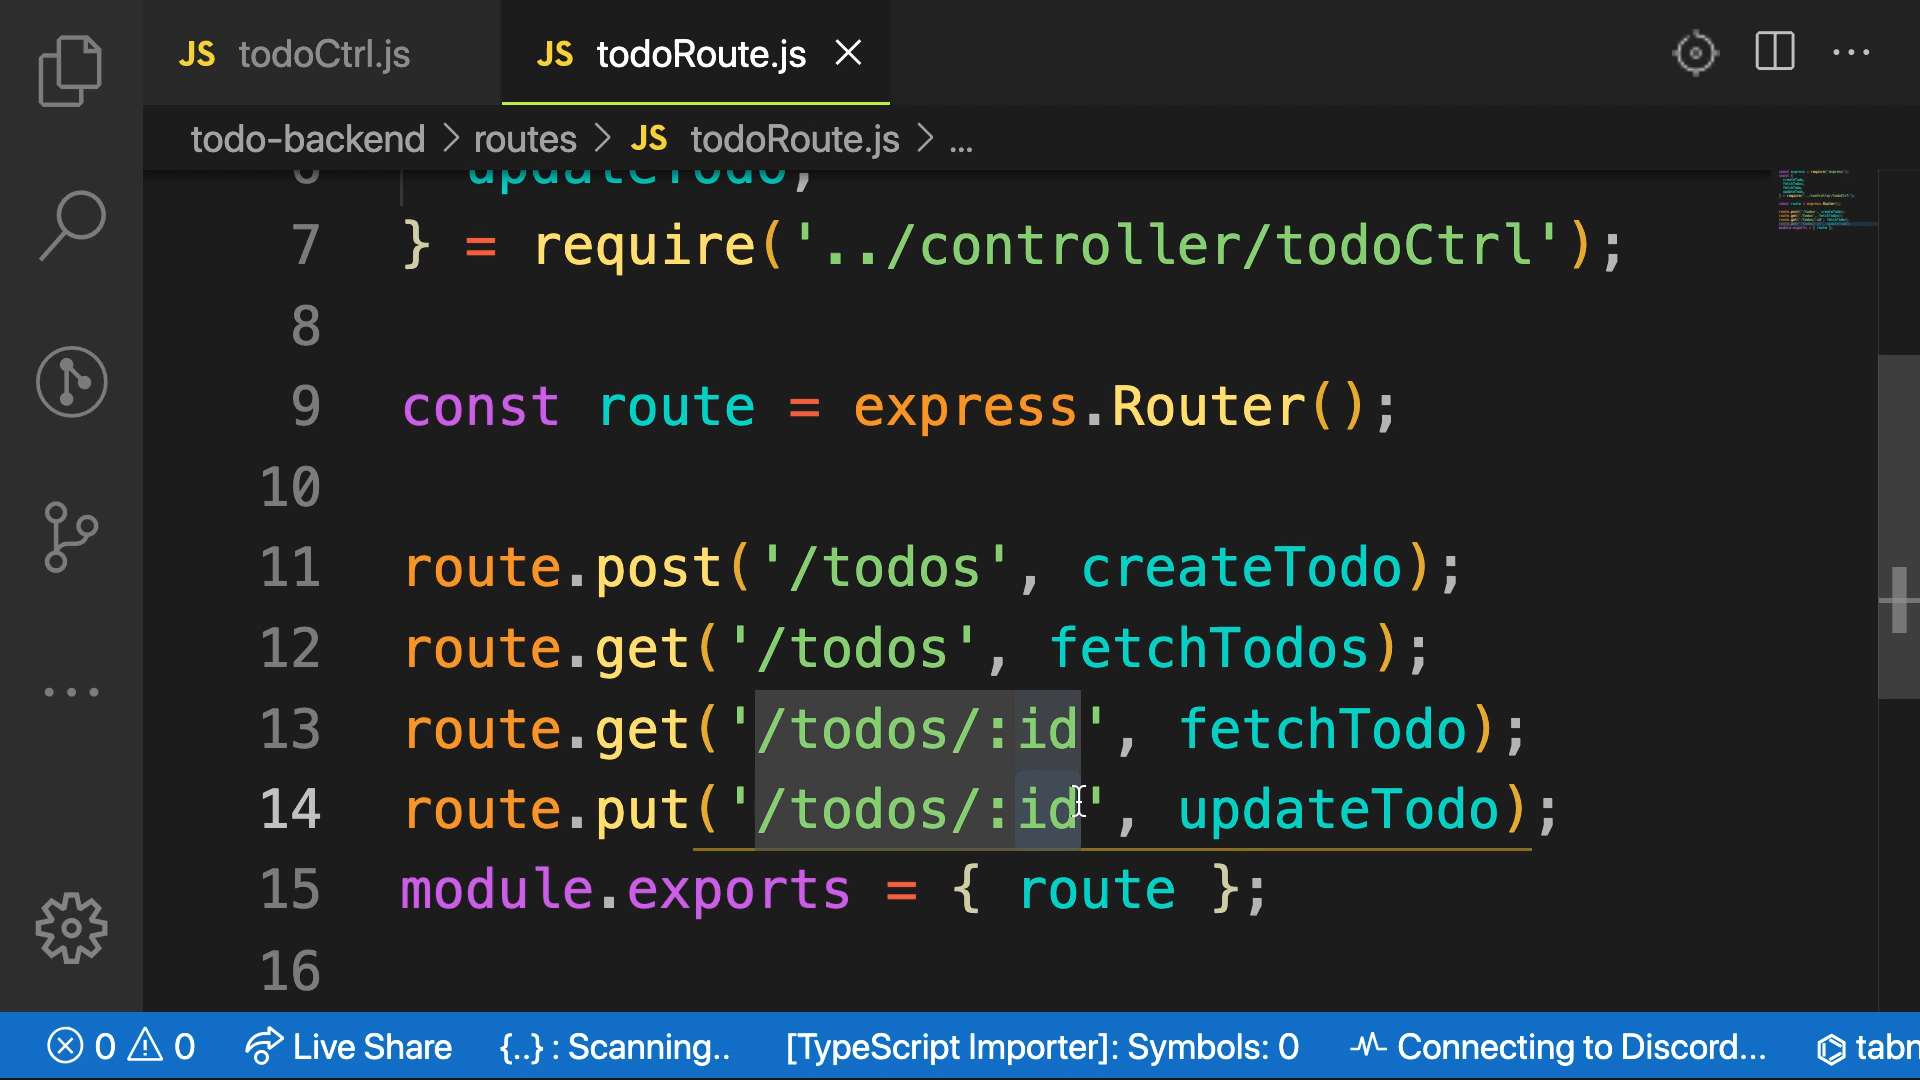 JS todoCtrl.js
JS todoRoute.js
todo-backend > routes > JS todoRoute.js > ...
6 updateTodo,
7 } = require('../controller/todoCtrl');
8
9 const route = express.Router();
10
11 route.post('/todos', createTodo);
12 route.get('/todos', fetchTodos);
13 route.get('/todos/:id', fetchTodo);
14 route.put('/todos/:id', updateTodo);
15 module.exports = { route };
16
0 0 Live Share {..} : Scanning.. [TypeScript Importer]: Symbols: 0 Connecting to Discord... tabn